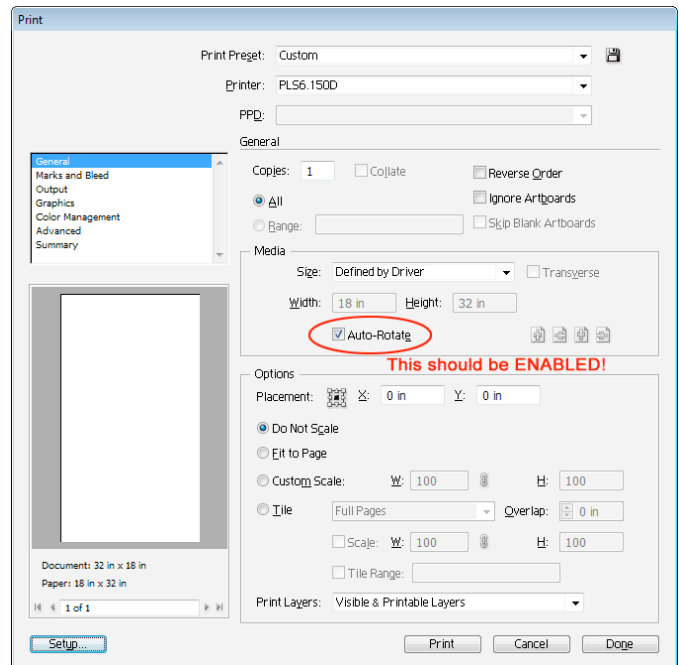 Print
Print Preset: Custom
Printer: PLS6.150D
PPD:
General
General
Marks and Bleed
Output
Graphics
Color Management
Advanced
Summary
Copies: 1 Collate Reverse Order
All Ignore Artboards
Range: Skip Blank Artboards
Media
Size: Defined by Driver Transverse
Width: 18 in Height: 32 in
Auto-Rotate
This should be ENABLED!
Options
Placement: X: 0 in Y: 0 in
Do Not Scale
Fit to Page
Custom Scale: W: 100 H: 100
Tile Full Pages Overlap: 0 in
Scale: W: 100 H: 100
Tile Range:
Document: 32 in x 18 in
Paper: 18 in x 32 in
1 of 1
Print Layers: Visible & Printable Layers
Setup... Print Cancel Done